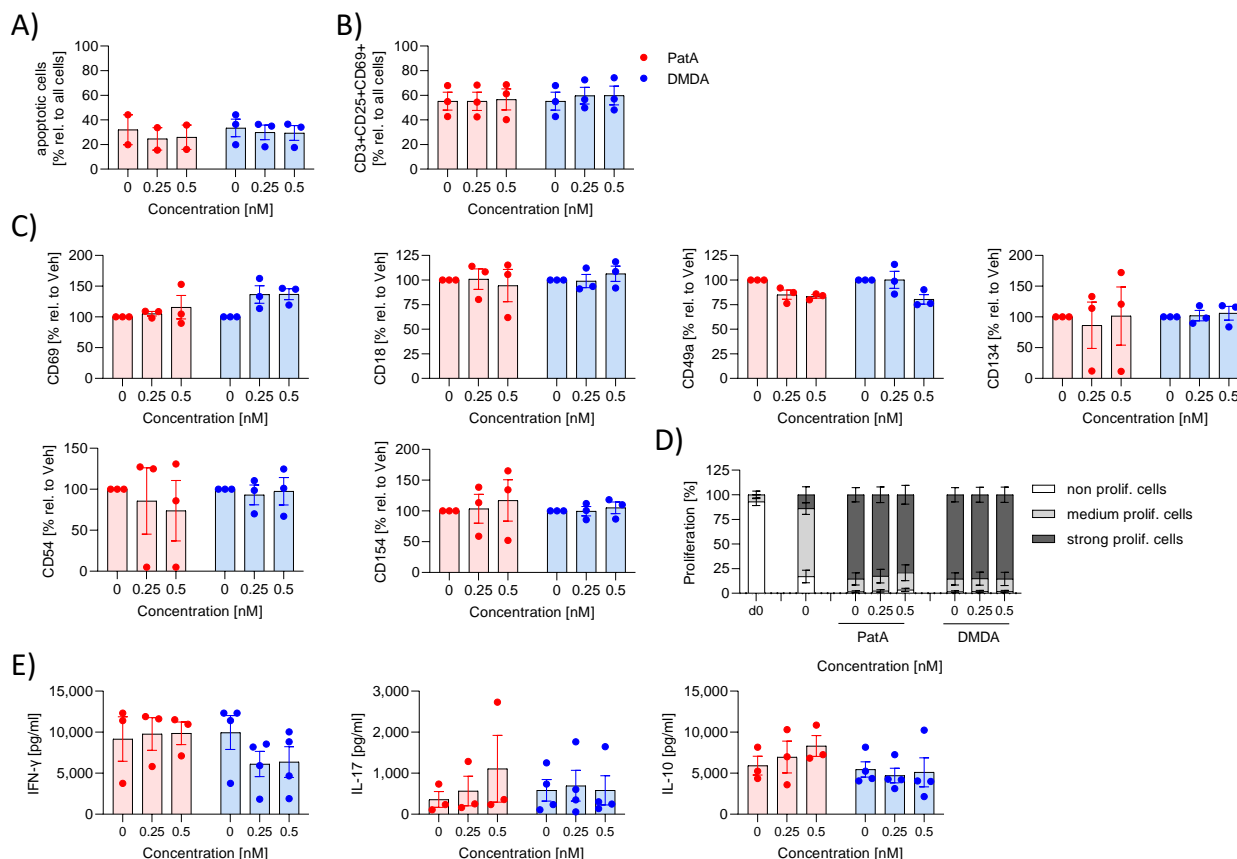 A)
apoptotic cells
[% rel. to all cells]
100
80
60
40
20
0
0 0.25 0.5 0 0.25 0.5
Concentration [nM]
B)
CD3+CD25+CD69+
[% rel. to all cells]
100
80
60
40
20
0
0 0.25 0.5 0 0.25 0.5
Concentration [nM]
PatA
DMDA
C)
CD69 [% rel. to Veh]
200
150
100
50
0
0 0.25 0.5 0 0.25 0.5
Concentration [nM]
CD18 [% rel. to Veh]
125
100
75
50
25
0
0 0.25 0.5 0 0.25 0.5
Concentration [nM]
CD49a [% rel. to Veh]
125
100
75
50
25
0
0 0.25 0.5 0 0.25 0.5
Concentration [nM]
CD134 [% rel. to Veh]
200
150
100
50
0
0 0.25 0.5 0 0.25 0.5
Concentration [nM]
CD54 [% rel. to Veh]
150
100
50
0
0 0.25 0.5 0 0.25 0.5
Concentration [nM]
CD154 [% rel. to Veh]
200
150
100
50
0
0 0.25 0.5 0 0.25 0.5
Concentration [nM]
D)
Proliferation [%]
125
100
75
50
25
0
d0 0 0 0.25 0.5 0 0.25 0.5
PatA DMDA
Concentration [nM]
non prolif. cells
medium prolif. cells
strong prolif. cells
E)
IFN-γ [pg/ml]
15,000
10,000
5,000
0
0 0.25 0.5 0 0.25 0.5
Concentration [nM]
IL-17 [pg/ml]
3,000
2,000
1,000
0
0 0.25 0.5 0 0.25 0.5
Concentration [nM]
IL-10 [pg/ml]
15,000
10,000
5,000
0
0 0.25 0.5 0 0.25 0.5
Concentration [nM]